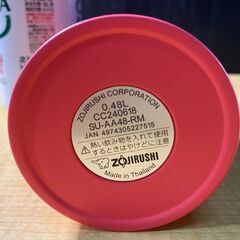 ZOJIRUSHI CORPORATION
0.48L
CC240618
SU-AA48-RM
JAN 4974305227515
熱い飲み物を入れて使用
するときはやけどに注意
ZOJIRUSHI
Made in Thailand